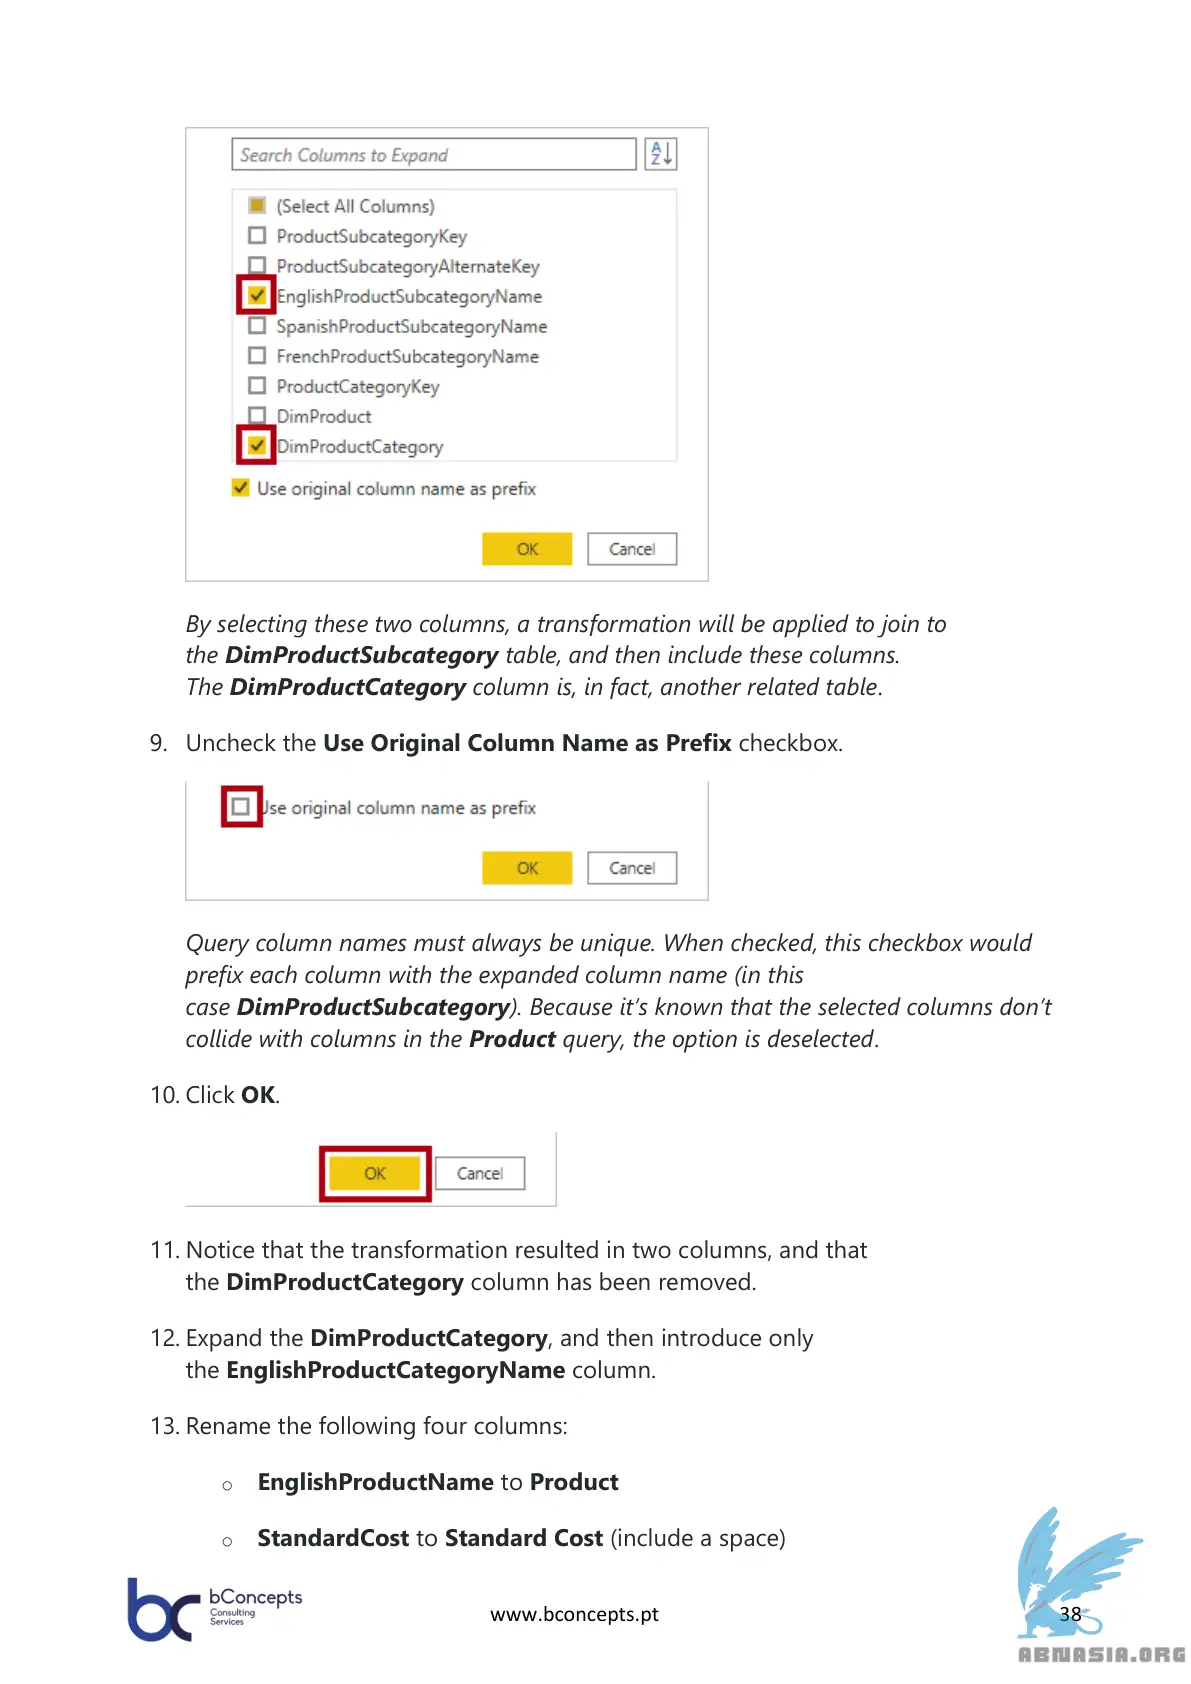 Search Columns to Expand
AZ↓
(Select All Columns)
ProductSubcategoryKey
ProductSubcategoryAlternateKey
EnglishProductSubcategoryName
SpanishProductSubcategoryName
FrenchProductSubcategoryName
ProductCategoryKey
DimProduct
DimProductCategory
Use original column name as prefix
OK Cancel
By selecting these two columns, a transformation will be applied to join to
the DimProductSubcategory table, and then include these columns.
The DimProductCategory column is, in fact, another related table.
9. Uncheck the Use Original Column Name as Prefix checkbox.
Use original column name as prefix
OK Cancel
Query column names must always be unique. When checked, this checkbox would
prefix each column with the expanded column name (in this
case DimProductSubcategory). Because it’s known that the selected columns don’t
collide with columns in the Product query, the option is deselected.
10. Click OK.
OK Cancel
11. Notice that the transformation resulted in two columns, and that
the DimProductCategory column has been removed.
12. Expand the DimProductCategory, and then introduce only
the EnglishProductCategoryName column.
13. Rename the following four columns:
o EnglishProductName to Product
o StandardCost to Standard Cost (include a space)
bc bConcepts
Consulting
Services
www.bconcepts.pt
38
ABNASIA.ORG